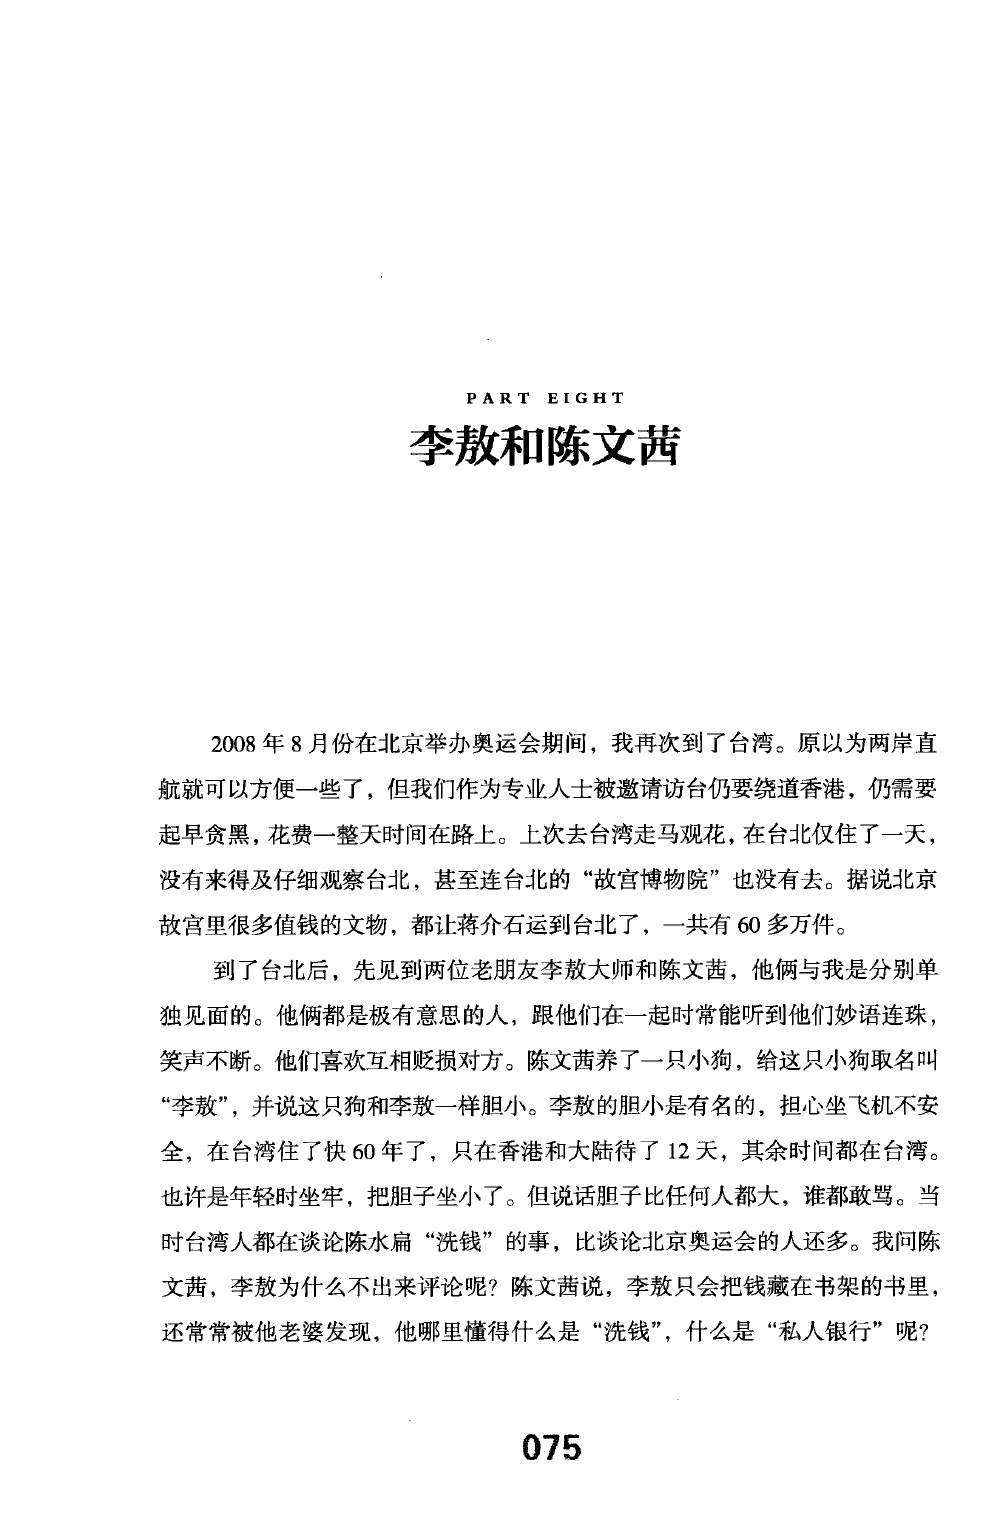 PART EIGHT
李敖和陈文茜
2008 年 8 月份在北京举办奥运会期间，我再次到了台湾。原以为两岸直
航就可以方便一些了，但我们作为专业人士被邀请访台仍要绕道香港，仍需要
起早贪黑，花费一整天时间在路上。上次去台湾走马观花，在台北仅住了一天，
没有来得及仔细观察台北，甚至连台北的“故宫博物院”也没有去。据说北京
故宫里很多值钱的文物，都让蒋介石运到台北了，一共有 60 多万件。
到了台北后，先见到两位老朋友李敖大师和陈文茜，他俩与我是分别单
独见面的。他俩都是极有意思的人，跟他们在一起时常能听到他们妙语连珠，
笑声不断。他们喜欢互相贬损对方。陈文茜养了一只小狗，给这只小狗取名叫
“李敖”，并说这只狗和李敖一样胆小。李敖的胆小是有名的，担心坐飞机不安
全，在台湾住了快 60 年了，只在香港和大陆待了 12 天，其余时间都在台湾。
也许是年轻时坐牢，把胆子坐小了。但说话胆子比任何人都大，谁都敢骂。当
时台湾人都在谈论陈水扁“洗钱”的事，比谈论北京奥运会的人还多。我问陈
文茜，李敖为什么不出来评论呢？陈文茜说，李敖只会把钱藏在书架的书里，
还常常被他老婆发现，他哪里懂得什么是“洗钱”，什么是“私人银行”呢？
075